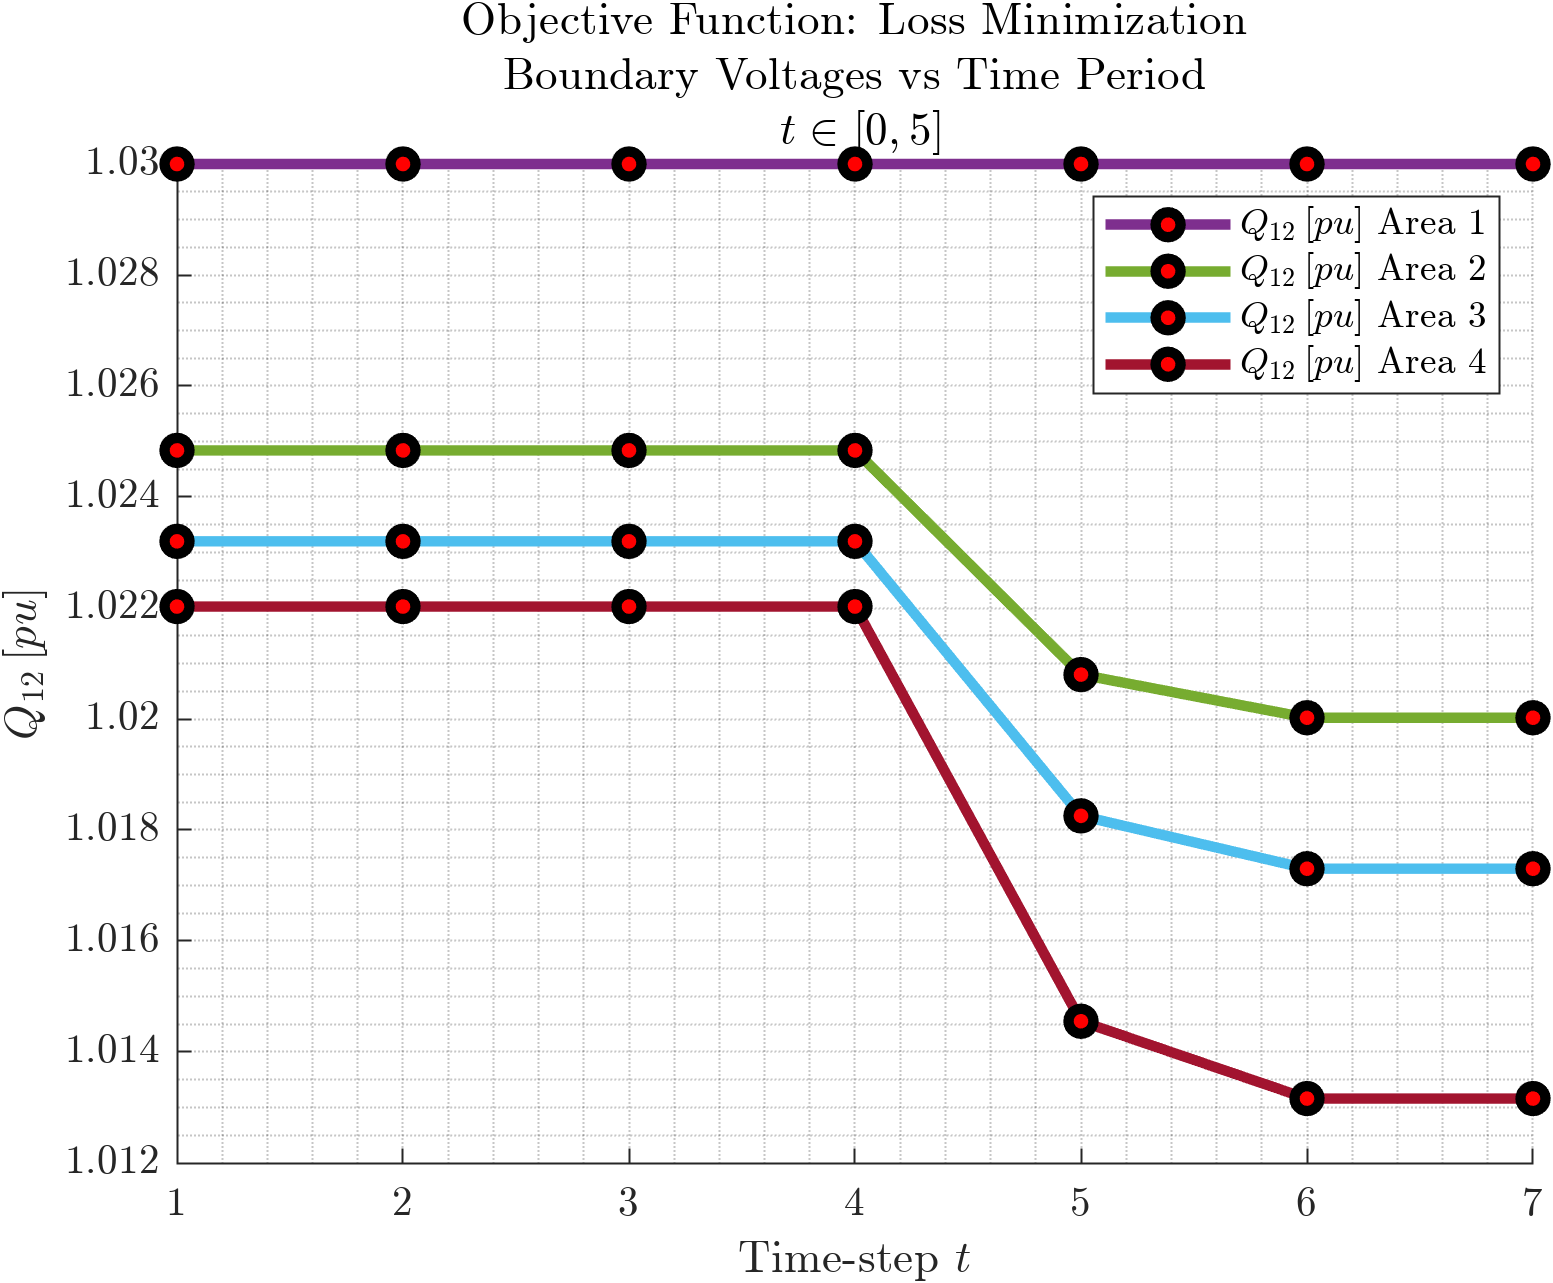 Objective Function: Loss Minimization
Boundary Voltages vs Time Period
t ∈ [0, 5]
1.03
1.028
1.026
1.024
1.022
1.02
1.018
1.016
1.014
1.012
Q₁₂ [pu]
Q₁₂ [pu] Area 1
Q₁₂ [pu] Area 2
Q₁₂ [pu] Area 3
Q₁₂ [pu] Area 4
1 2 3 4 5 6 7
Time-step t